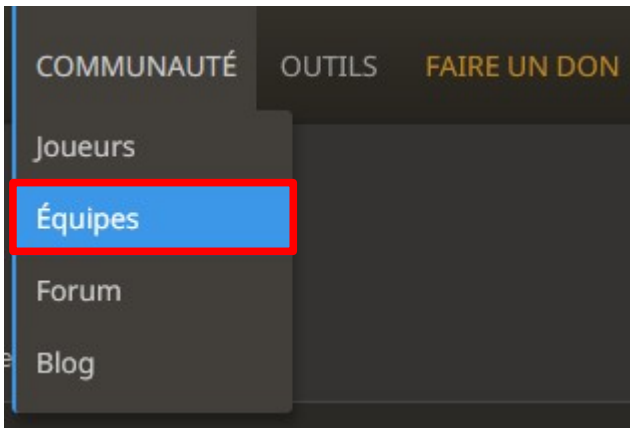 COMMUNAUTÉ OUTILS FAIRE UN DON
Joueurs
Équipes
Forum
Blog